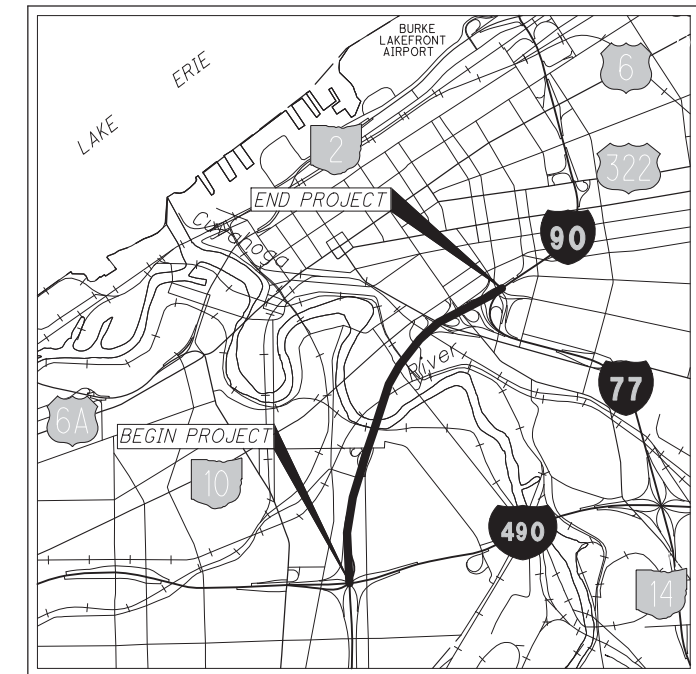 BURKE
LAKEFRONT
AIRPORT
LAKE ERIE
6
2
322
END PROJECT
Cuyahoga
90
River
77
6A
BEGIN PROJECT
10
490
14